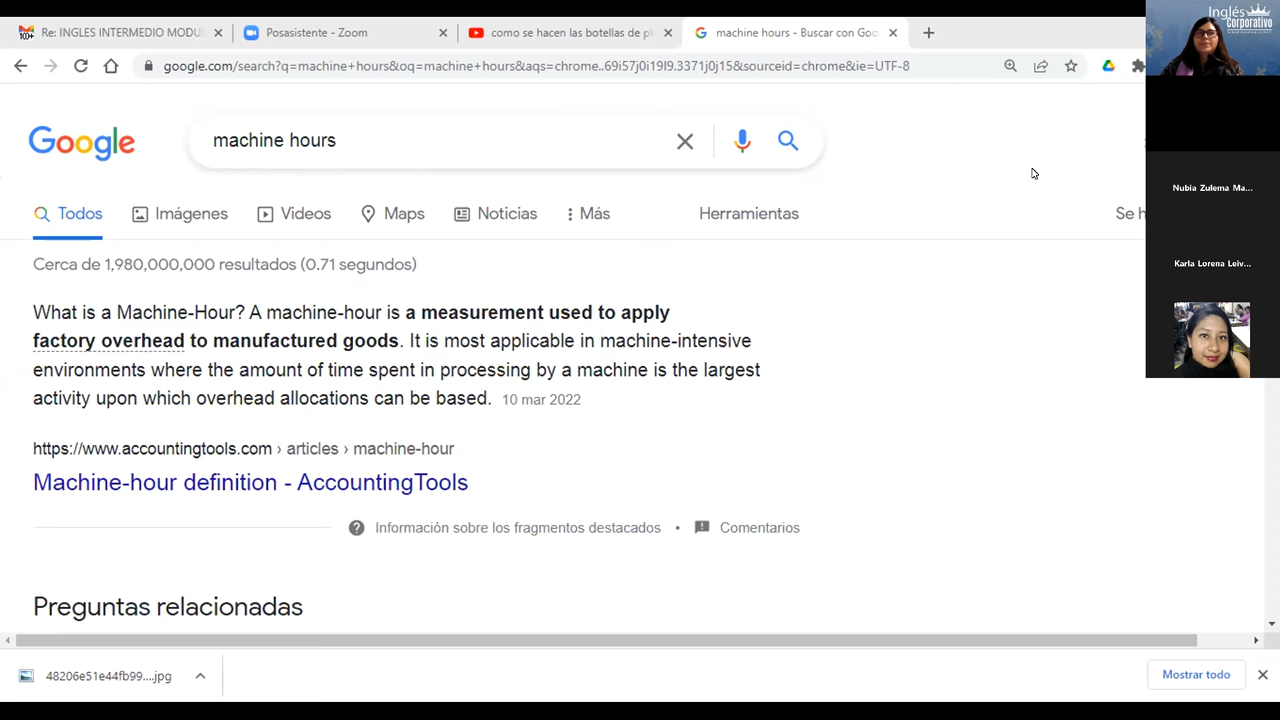 Re: INGLES INTERMEDIO MODU
Posasistente - Zoom
como se hacen las botellas de pl
machine hours - Buscar con Goo
google.com/search?q=machine+hours&oq=machine+hours&aqs=chrome..69i57j0i19l9.3371j0j15&sourceid=chrome&ie=UTF-8
Inglés
Corporativo
Google
machine hours
Todos
Imágenes
Videos
Maps
Noticias
Más
Herramientas
Se h
Cerca de 1,980,000,000 resultados (0.71 segundos)
What is a Machine-Hour? A machine-hour is a measurement used to apply
factory overhead to manufactured goods. It is most applicable in machine-intensive
environments where the amount of time spent in processing by a machine is the largest
activity upon which overhead allocations can be based. 10 mar 2022
https://www.accountingtools.com › articles › machine-hour
Machine-hour definition - AccountingTools
Información sobre los fragmentos destacados • Comentarios
Preguntas relacionadas
Nubia Zulema Ma...
Karla Lorena Leiv...
48206e51e44fb99....jpg
Mostrar todo